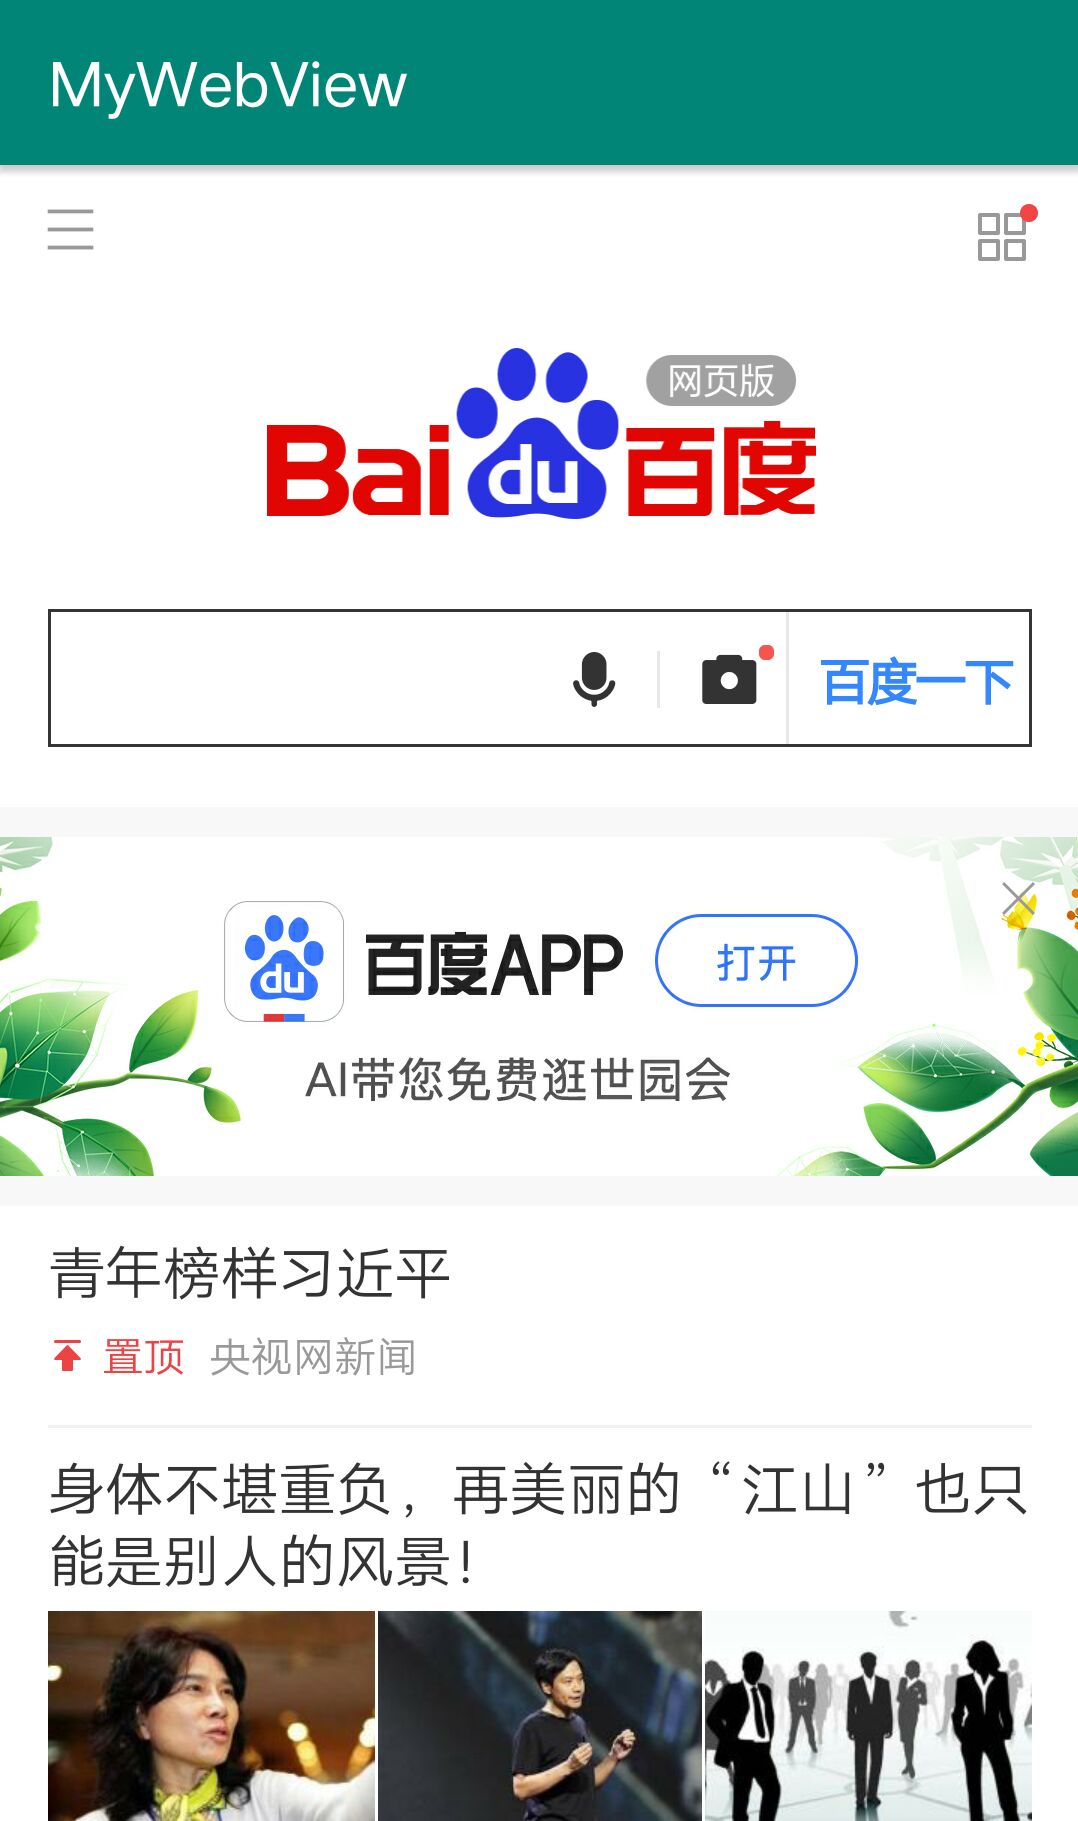 MyWebView
网页版
Bai du 百度
百度一下
du 百度APP 打开
AI带您免费逛世园会
青年榜样习近平
置顶 央视网新闻
身体不堪重负，再美丽的“江山”也只
能是别人的风景！